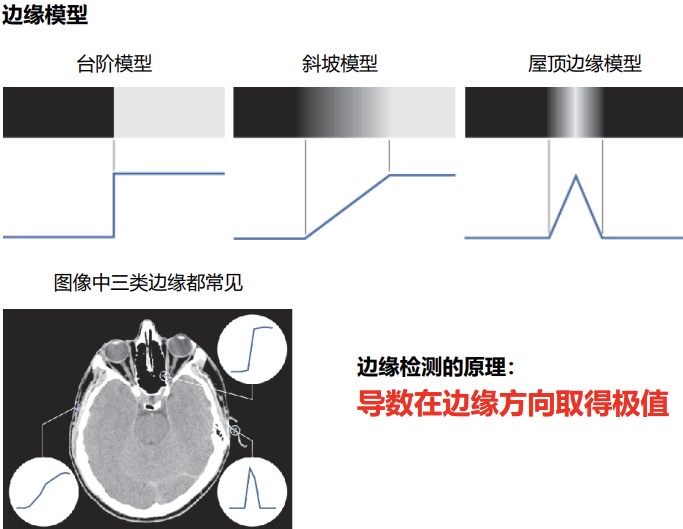 边缘模型
台阶模型
斜坡模型
屋顶边缘模型
图像中三类边缘都常见
边缘检测的原理：
导数在边缘方向取得极值